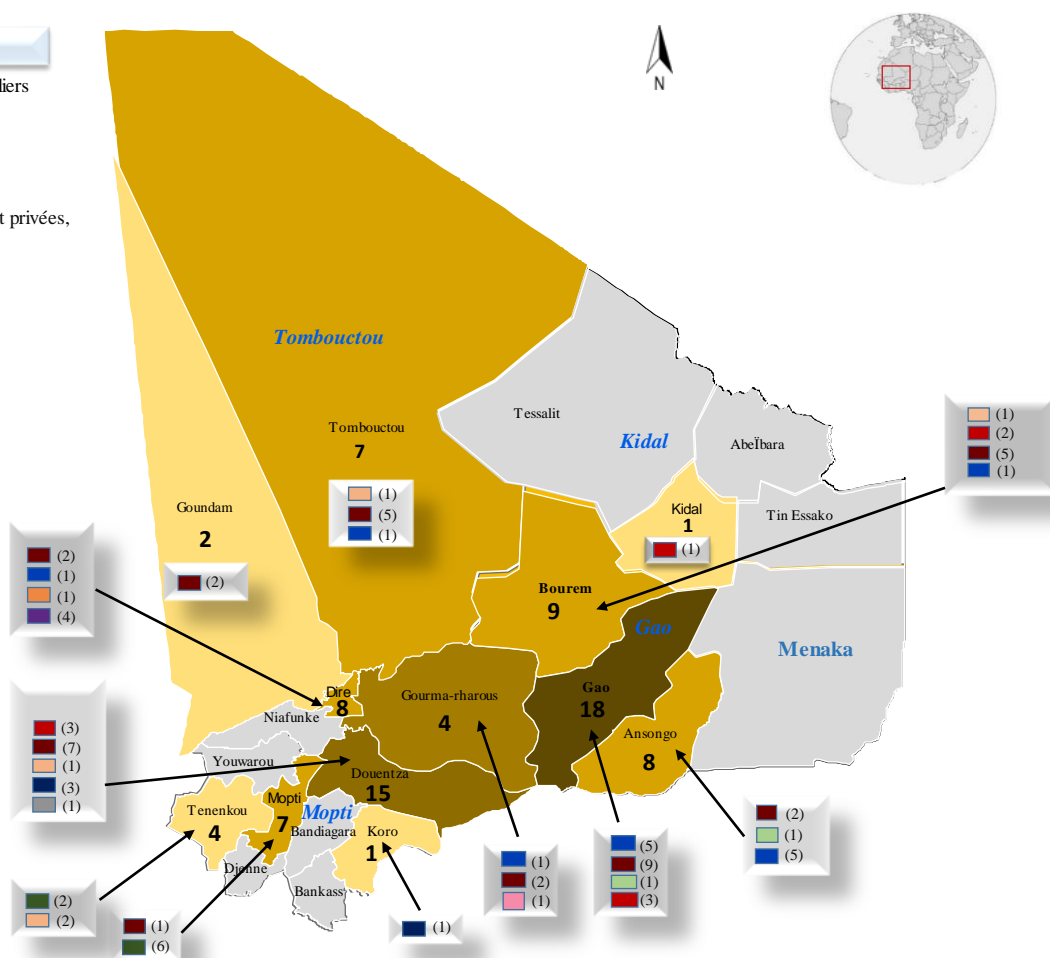 liers
t privées,
N
Tombouctou
Tessalit
Kidal
AbeÏbara
Tombouctou
7
(1)
(5)
(1)
Goundam
2
(2)
Kidal
1
(1)
Tin Essako
(1)
(2)
(5)
(1)
(2)
(1)
(1)
(4)
Bourem
9
Gao
Menaka
Dire
8
Gourma-rharous
4
Gao
18
Ansongo
8
Niafunke
Youwarou
(3)
(7)
(1)
(3)
(1)
Douentza
15
Mopti
7
Mopti
Tenenkou
4
Bandiagara
Koro
1
Djenne
Bankass
(2)
(1)
(5)
(5)
(9)
(1)
(3)
(1)
(2)
(1)
(2)
(2)
(1)
(6)
(1)